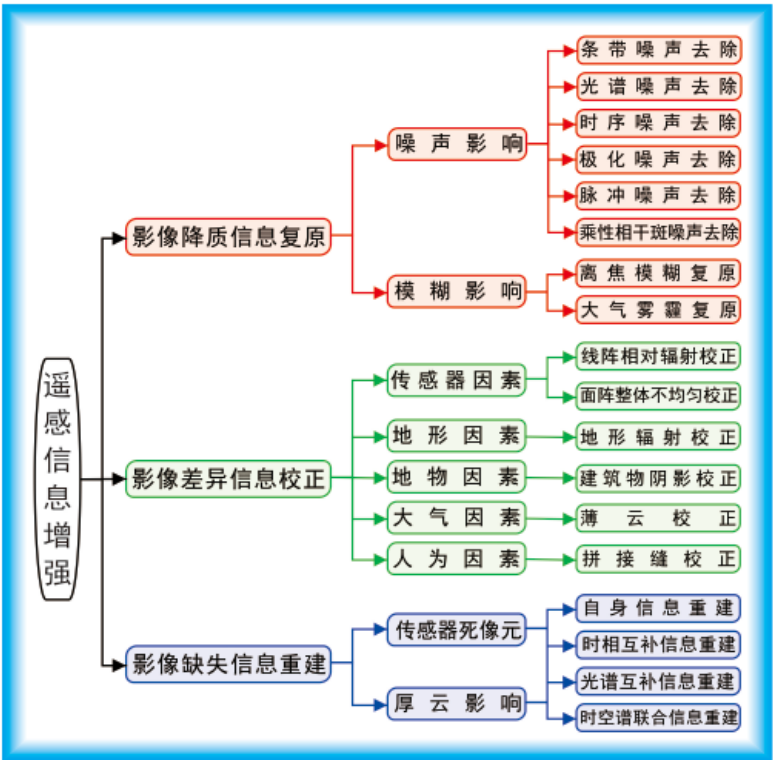 遥感信息增强
影像降质信息复原
噪声影响
条带噪声去除
光谱噪声去除
时序噪声去除
极化噪声去除
脉冲噪声去除
乘性相干斑噪声去除
模糊影响
离焦模糊复原
大气雾霾复原
影像差异信息校正
传感器因素
线阵相对辐射校正
面阵整体不均匀校正
地形因素
地形辐射校正
地物因素
建筑物阴影校正
大气因素
薄云校正
人为因素
拼接缝校正
影像缺失信息重建
传感器死像元
厚云影响
自身信息重建
时相互补信息重建
光谱互补信息重建
时空谱联合信息重建